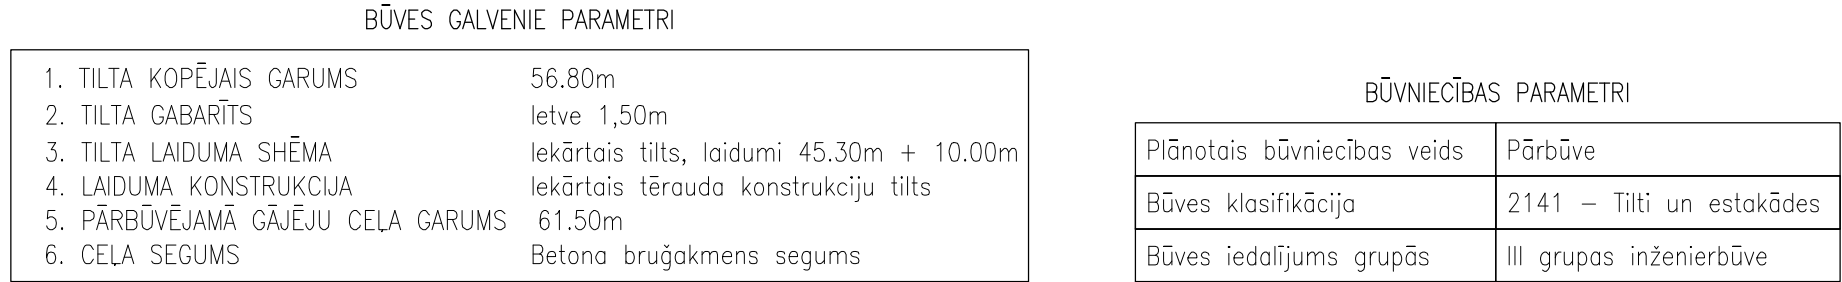 BŪVES GALVENIE PARAMETRI
1. TILTA KOPĒJAIS GARUMS 56.80m
2. TILTA GABARĪTS Ietve 1,50m
3. TILTA LAIDUMA SHĒMA Iekārtais tilts, laidumi 45.30m + 10.00m
4. LAIDUMA KONSTRUKCIJA Iekārtais tērauda konstrukciju tilts
5. PĀRBŪVĒJAMĀ GĀJĒJU CEĻA GARUMS 61.50m
6. CEĻA SEGUMS Betona bruģakmens segums
BŪVNIECĪBAS PARAMETRI
Plānotais būvniecības veids Pārbūve
Būves klasifikācija 2141 – Tilti un estakādes
Būves iedalījums grupās III grupas inženierbūve